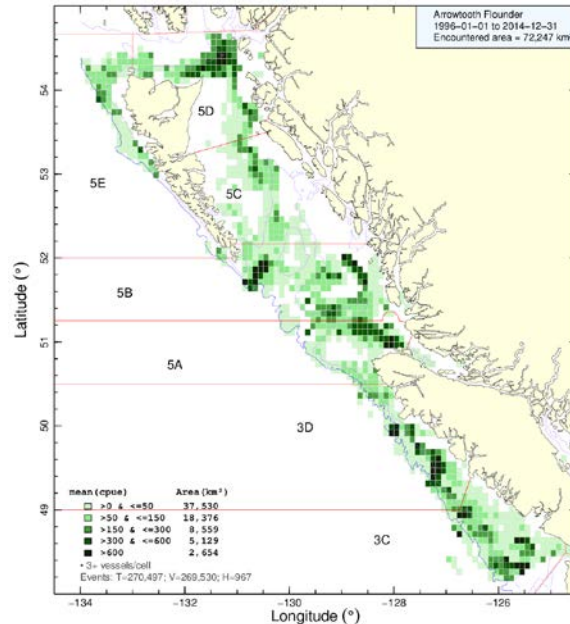 Arrowtooth Flounder
1996−01−01 to 2014−12−31
Encountered area = 72,247 km²
54
53
52
51
50
49
Latitude (°)
5D
5E
5C
5B
5A
3D
3C
mean(cpue) Area(km²)
>0 & <=50 37,530
>50 & <=150 18,376
>150 & <=300 8,559
>300 & <=600 5,129
>600 2,654
• 3+ vessels/cell
Events: T=270,497; V=269,530; H=967
−134 −132 −130 −128 −126
Longitude (°)